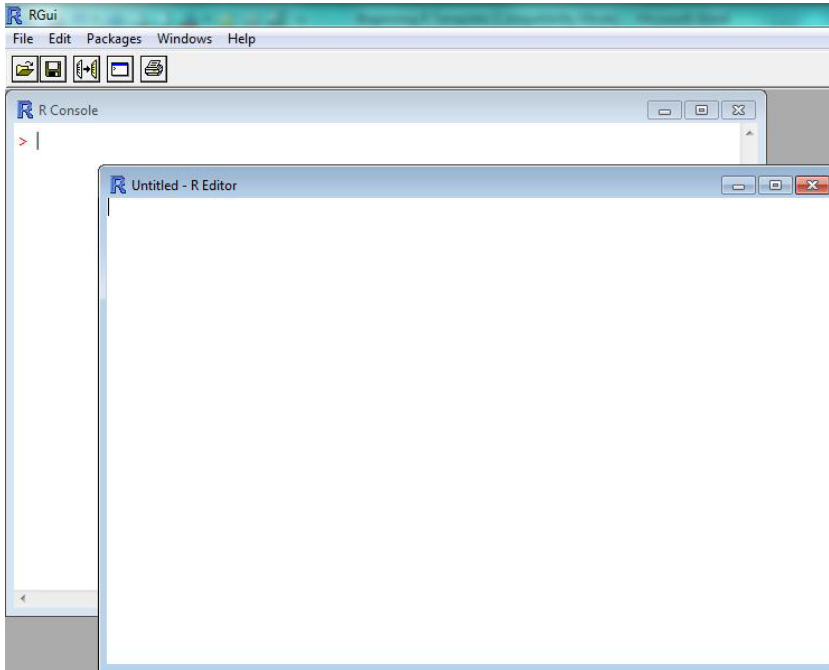 RGui
File Edit Packages Windows Help
R Console
>
Untitled - R Editor